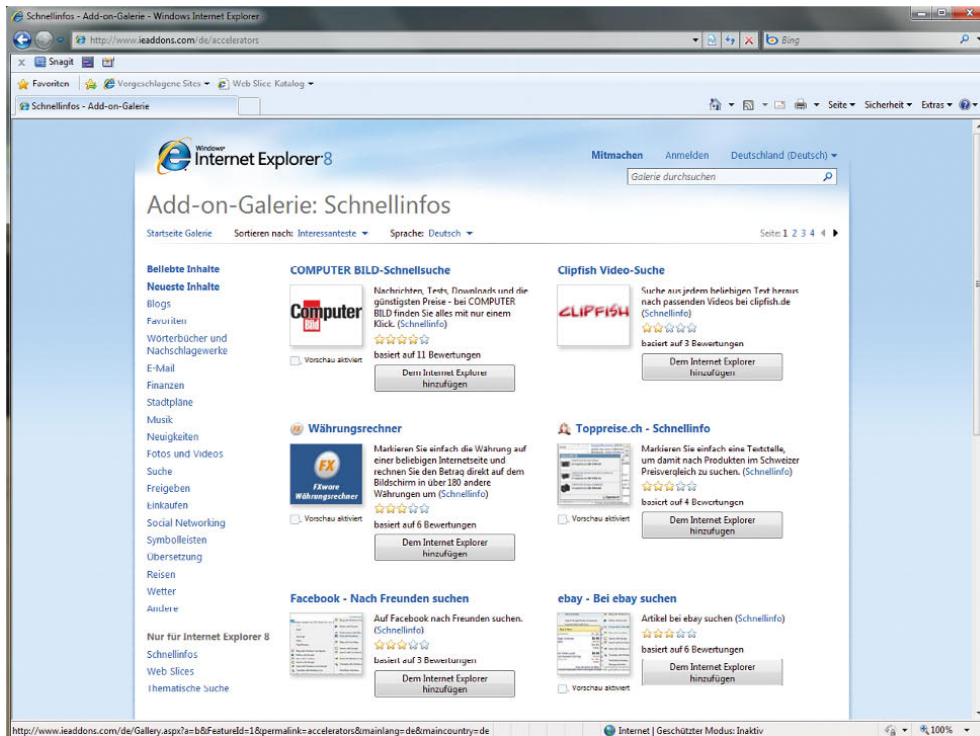 Schnellinfos - Add-on-Galerie - Windows Internet Explorer
http://www.ieaddons.com/de/accelerators
Bing
x Snagit
Favoriten Vorgeschlagene Sites Web Slice Katalog
Schnellinfos - Add-on-Galerie
Seite Sicherheit Extras
Windows
Internet Explorer 8
Mitmachen Anmelden Deutschland (Deutsch)
Galerie durchsuchen
Add-on-Galerie: Schnellinfos
Startseite Galerie Sortieren nach: Interessanteste Sprache: Deutsch Seite: 1 2 3 4
Beliebte Inhalte
Neueste Inhalte
Blogs
Favoriten
Wörterbücher und
Nachschlagewerke
E-Mail
Finanzen
Stadtpläne
Musik
Neuigkeiten
Fotos und Videos
Suche
Freigeben
Einkaufen
Social Networking
Symbolleisten
Übersetzung
Reisen
Wetter
Andere
Nur für Internet Explorer 8
Schnellinfos
Web Slices
Thematische Suche
COMPUTER BILD-Schnellsuche
Computer
Bild
Nachrichten, Tests, Downloads und die
günstigsten Preise - bei COMPUTER
BILD finden Sie alles mit nur einem
Klick. (Schnellinfo)
basiert auf 11 Bewertungen
Vorschau aktiviert
Dem Internet Explorer
hinzufügen
Clipfish Video-Suche
CLIPFISH
Suche aus jedem beliebigen Text heraus
nach passenden Videos bei clipfish.de
(Schnellinfo)
basiert auf 3 Bewertungen
Dem Internet Explorer
hinzufügen
Währungsrechner
FX
FXware
Währungsrechner
Markieren Sie einfach die Währung auf
einer beliebigen Internetseite und
rechnen Sie den Betrag direkt auf dem
Bildschirm in über 180 andere
Währungen um (Schnellinfo)
Vorschau aktiviert
basiert auf 6 Bewertungen
Dem Internet Explorer
hinzufügen
Toppreise.ch - Schnellinfo
Markieren Sie einfach eine Textstelle,
um damit nach Produkten im Schweizer
Preisvergleich zu suchen. (Schnellinfo)
basiert auf 4 Bewertungen
Vorschau aktiviert
Dem Internet Explorer
hinzufügen
Facebook - Nach Freunden suchen
Auf Facebook nach Freunden suchen.
(Schnellinfo)
basiert auf 3 Bewertungen
Dem Internet Explorer
hinzufügen
ebay - Bei ebay suchen
Artikel bei ebay suchen (Schnellinfo)
basiert auf 6 Bewertungen
Dem Internet Explorer
hinzufügen
Vorschau aktiviert
http://www.ieaddons.com/de/Gallery.aspx?a=b&FeatureId=1&permalink=accelerators&mainlang=de&maincountry=de
Internet | Geschützter Modus: Inaktiv
100%